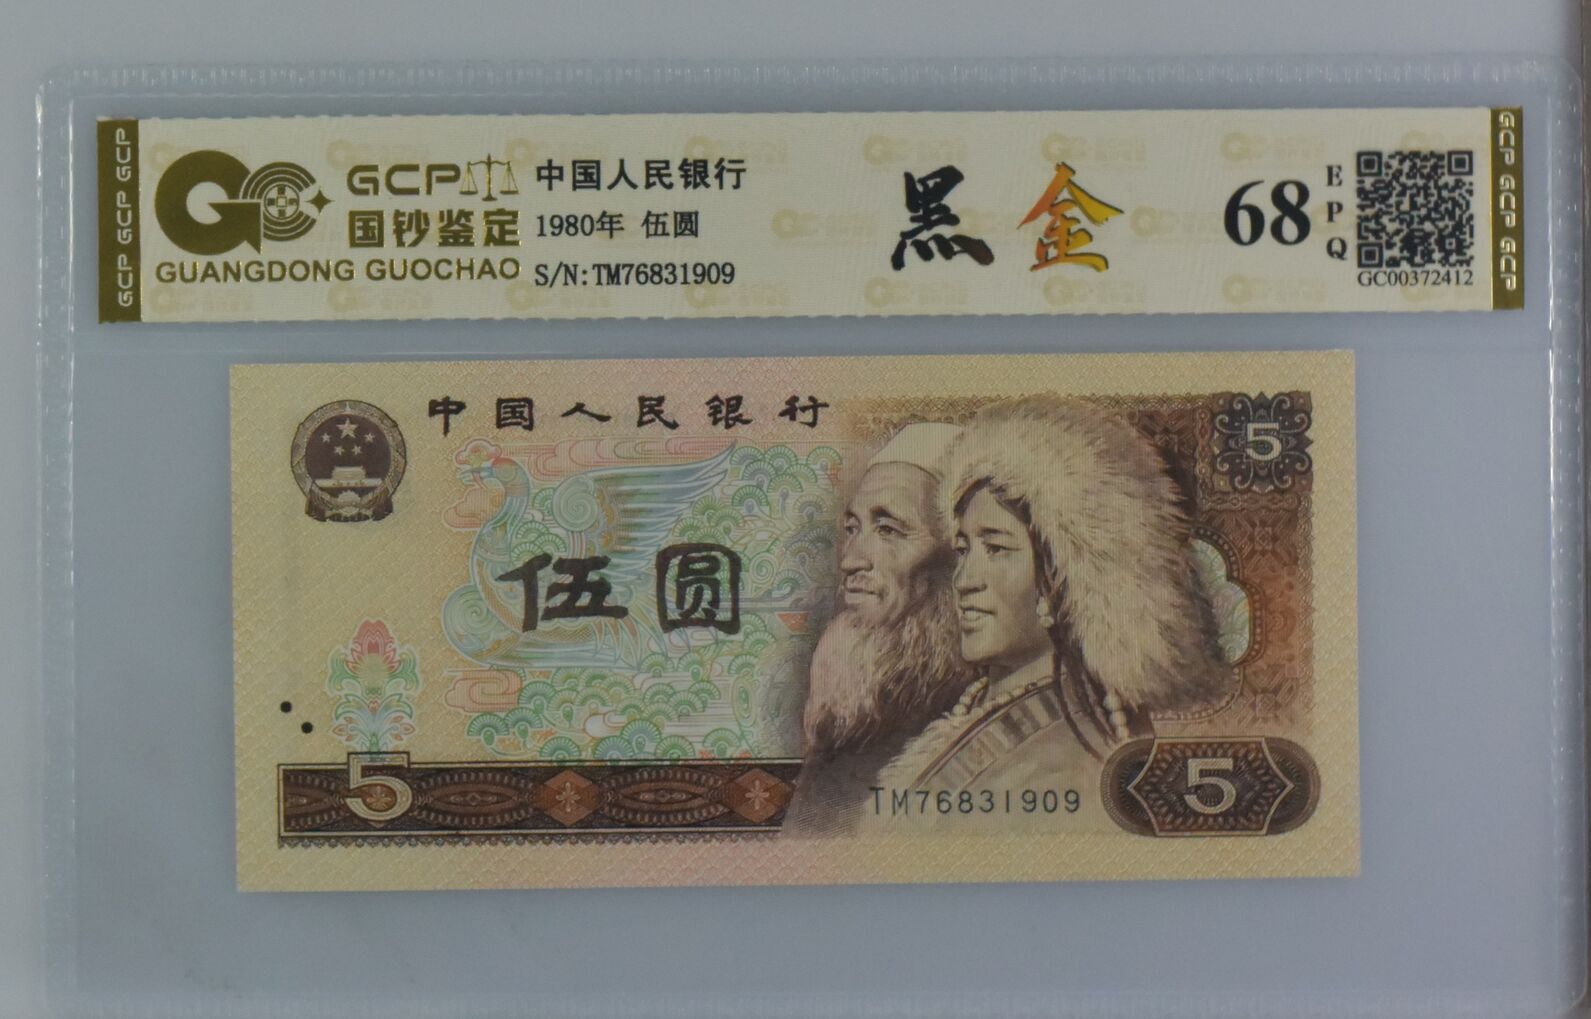 GCP GCP GCP
GCP
国钞鉴定
GUANGDONG GUOCHAO
中国人民银行
1980年 伍圆
S/N:TM76831909
黑金
68
EPQ
GC00372412
GCP GCP GCP
中国人民银行
5
伍圆
5
TM76831909
5